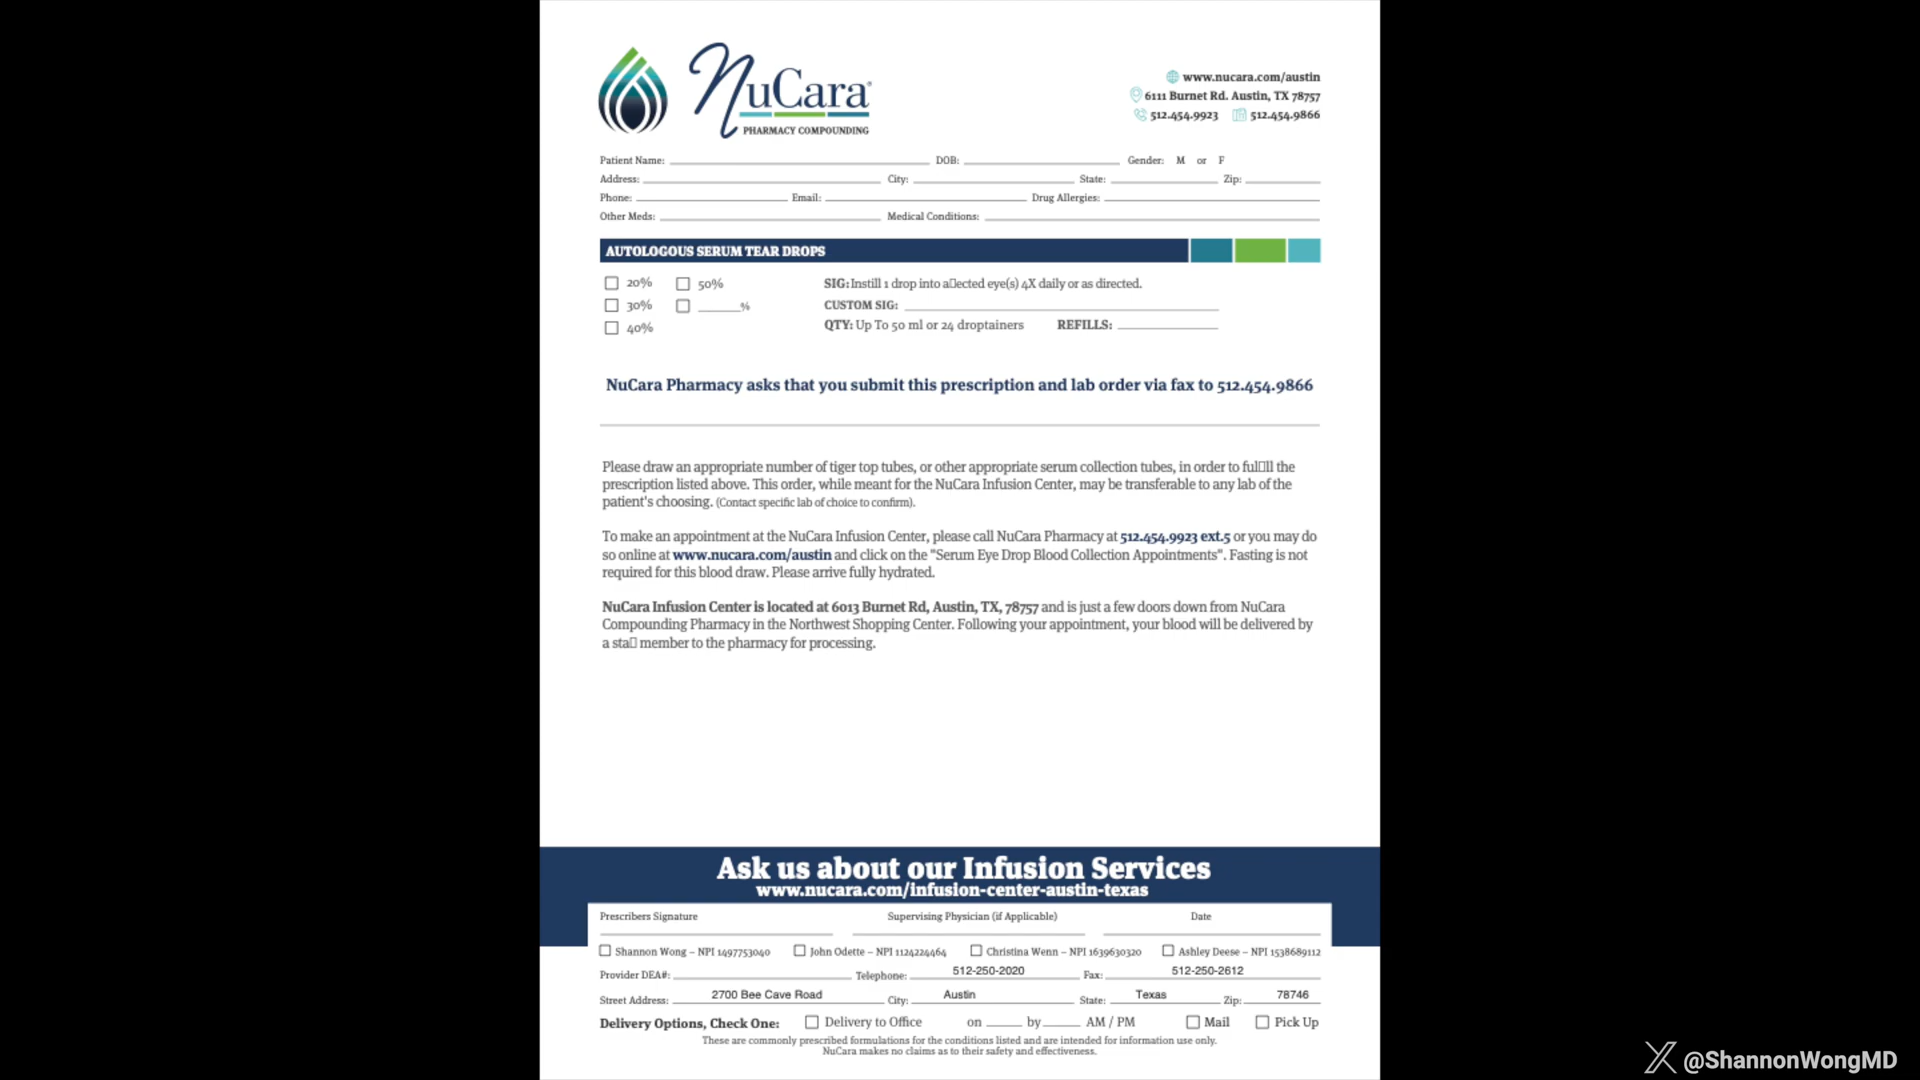 NuCara®
PHARMACY COMPOUNDING
www.nucara.com/austin
6111 Burnet Rd. Austin, TX 78757
512.454.9923 512.454.9866
Patient Name: DOB: Gender: M or F
Address: City: State: Zip:
Phone: Email: Drug Allergies:
Other Meds: Medical Conditions:
AUTOLOGOUS SERUM TEAR DROPS
20% 50% SIG: Instill 1 drop into a▯ected eye(s) 4X daily or as directed.
30% ______% CUSTOM SIG:
40% QTY: Up To 50 ml or 24 droptainers REFILLS:
NuCara Pharmacy asks that you submit this prescription and lab order via fax to 512.454.9866
Please draw an appropriate number of tiger top tubes, or other appropriate serum collection tubes, in order to ful▯ll the
prescription listed above. This order, while meant for the NuCara Infusion Center, may be transferable to any lab of the
patient's choosing. (Contact specific lab of choice to confirm).
To make an appointment at the NuCara Infusion Center, please call NuCara Pharmacy at 512.454.9923 ext.5 or you may do
so online at www.nucara.com/austin and click on the "Serum Eye Drop Blood Collection Appointments". Fasting is not
required for this blood draw. Please arrive fully hydrated.
NuCara Infusion Center is located at 6013 Burnet Rd, Austin, TX, 78757 and is just a few doors down from NuCara
Compounding Pharmacy in the Northwest Shopping Center. Following your appointment, your blood will be delivered by
a sta▯ member to the pharmacy for processing.
Ask us about our Infusion Services
www.nucara.com/infusion-center-austin-texas
Prescribers Signature Supervising Physician (if Applicable) Date
Shannon Wong – NPI 1497753040 John Odette – NPI 1124224464 Christina Wenn – NPI 1639630320 Ashley Deese – NPI 1538689112
Provider DEA#: Telephone: 512-250-2020 Fax: 512-250-2612
Street Address: 2700 Bee Cave Road City: Austin State: Texas Zip: 78746
Delivery Options, Check One: Delivery to Office on ______ by ______ AM / PM Mail Pick Up
These are commonly prescribed formulations for the conditions listed and are intended for information use only.
NuCara makes no claims as to their safety and effectiveness.
@ShannonWongMD